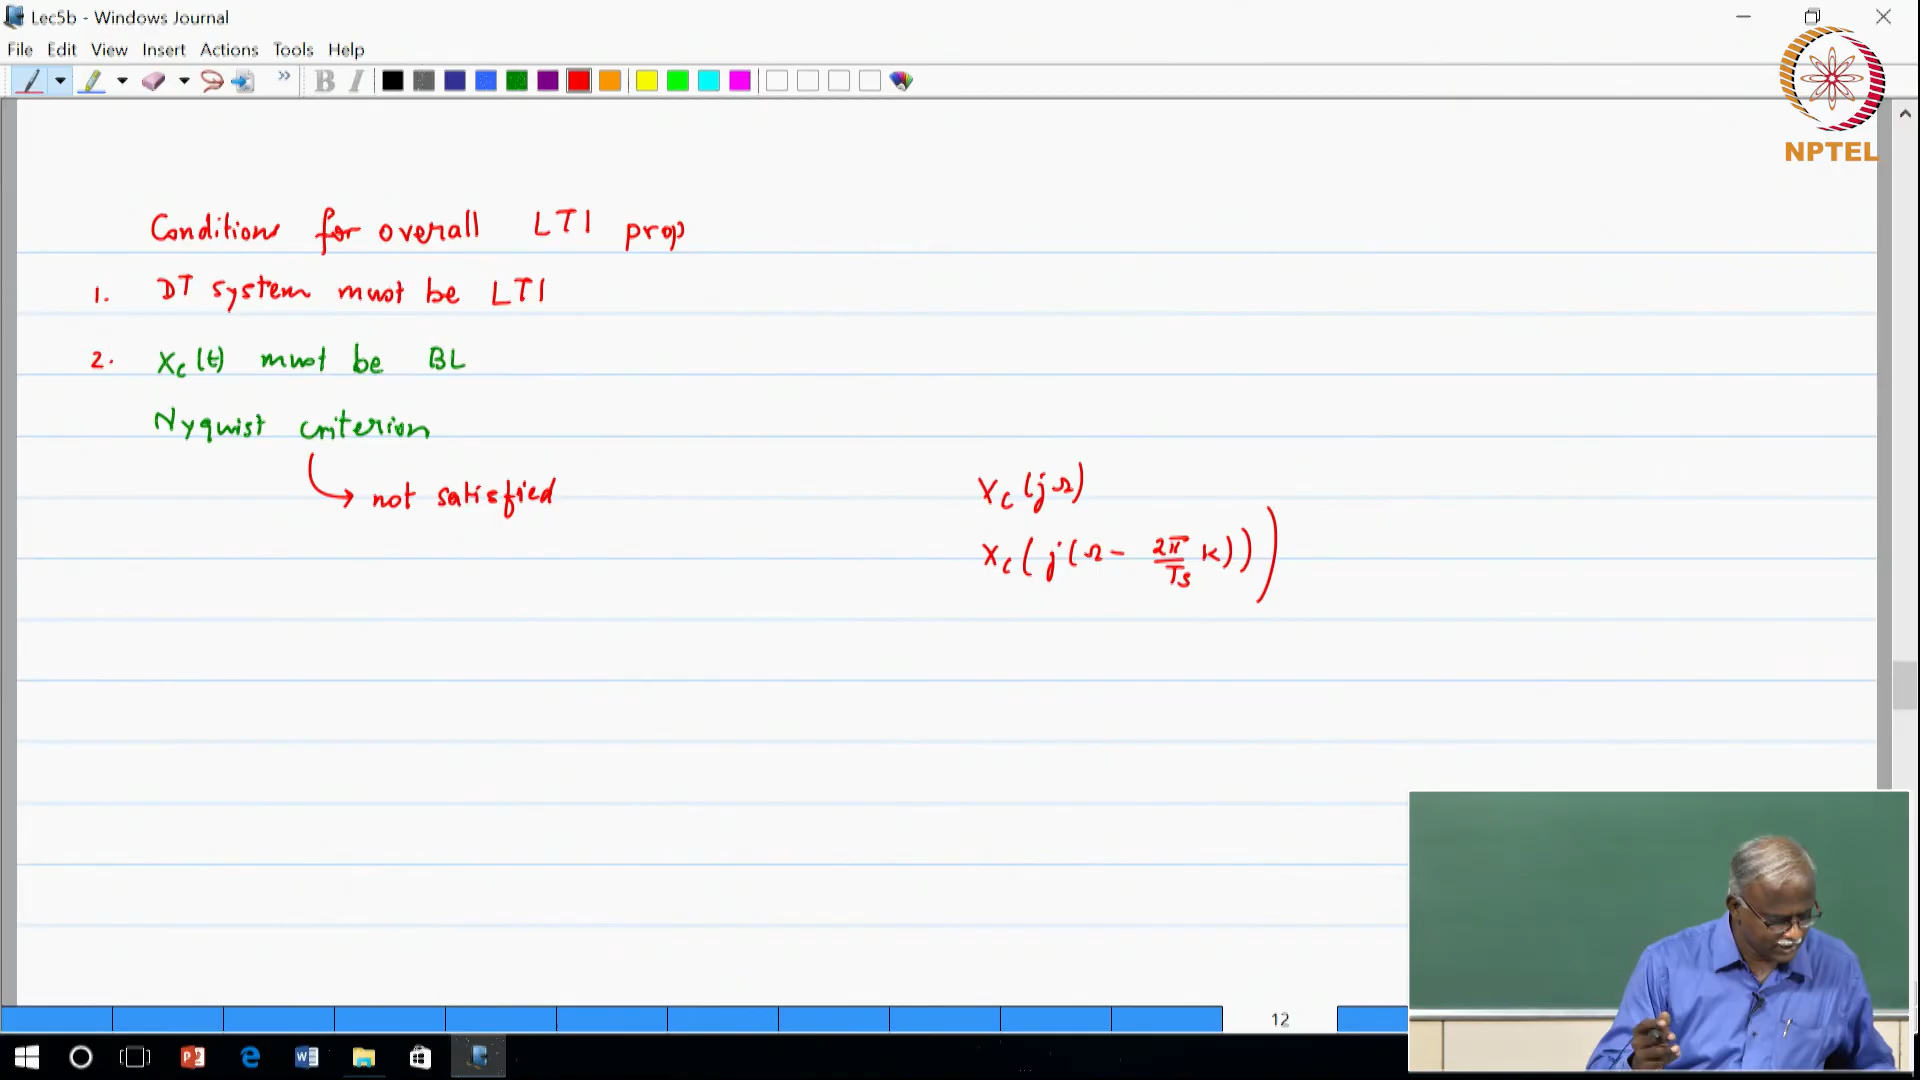 Lec5b - Windows Journal
File Edit View Insert Actions Tools Help
B I
NPTEL
Conditions for overall LTI prop
1. DT system must be LTI
2. Xc(t) must be BL
Nyquist criterion
→ not satisfied
Xc(jΩ)
Xc(j(Ω - 2π/Ts k)))
12